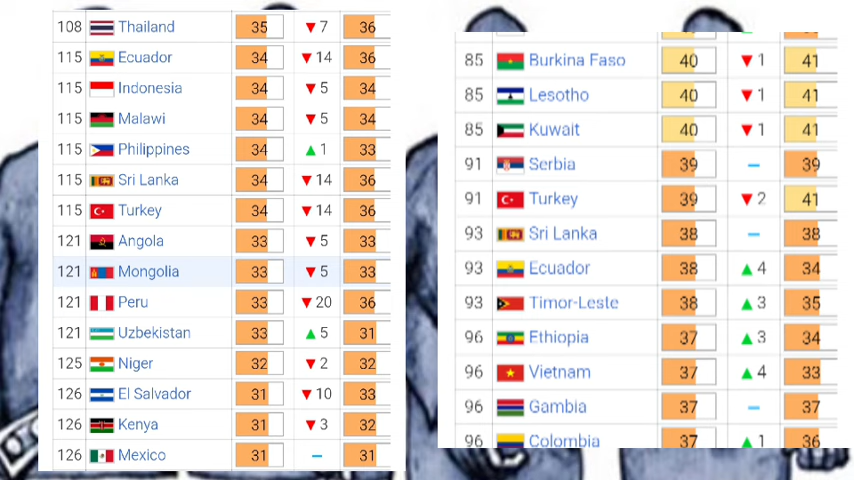 108 Thailand 35 ▼ 7 36
115 Ecuador 34 ▼ 14 36
115 Indonesia 34 ▼ 5 34
115 Malawi 34 ▼ 5 34
115 Philippines 34 ▲ 1 33
115 Sri Lanka 34 ▼ 14 36
115 Turkey 34 ▼ 14 36
121 Angola 33 ▼ 5 33
121 Mongolia 33 ▼ 5 33
121 Peru 33 ▼ 20 36
121 Uzbekistan 33 ▲ 5 31
125 Niger 32 ▼ 2 32
126 El Salvador 31 ▼ 10 33
126 Kenya 31 ▼ 3 32
126 Mexico 31 – 31
85 Burkina Faso 40 ▼ 1 41
85 Lesotho 40 ▼ 1 41
85 Kuwait 40 ▼ 1 41
91 Serbia 39 – 39
91 Turkey 39 ▼ 2 41
93 Sri Lanka 38 – 38
93 Ecuador 38 ▲ 4 34
93 Timor-Leste 38 ▲ 3 35
96 Ethiopia 37 ▲ 3 34
96 Vietnam 37 ▲ 4 33
96 Gambia 37 – 37
96 Colombia 37 ▲ 1 36